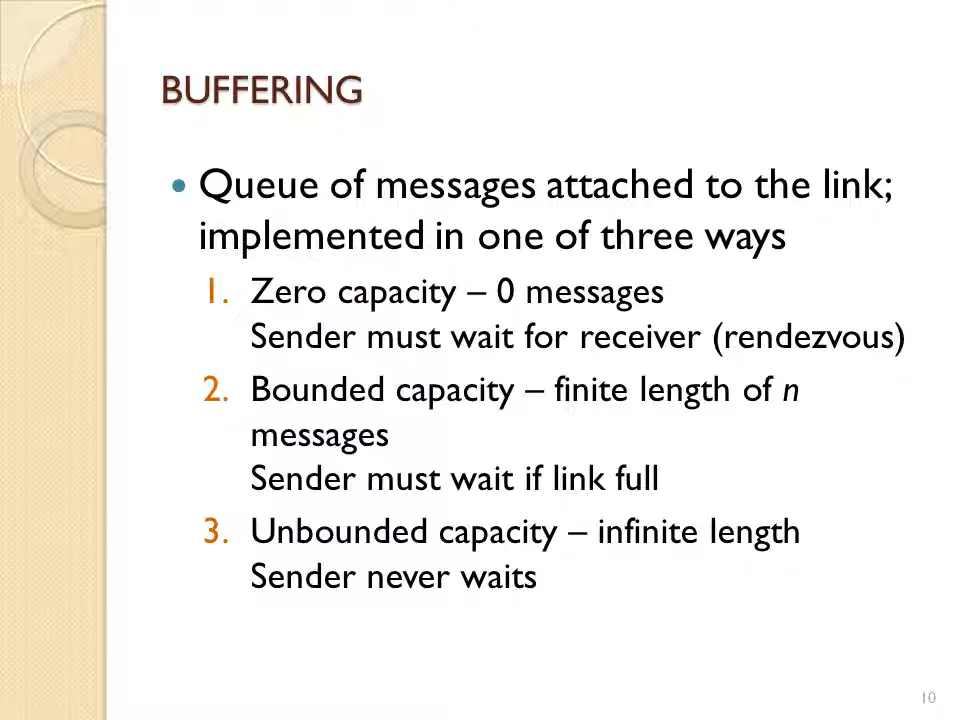 BUFFERING
• Queue of messages attached to the link;
implemented in one of three ways
1. Zero capacity – 0 messages
Sender must wait for receiver (rendezvous)
2. Bounded capacity – finite length of n
messages
Sender must wait if link full
3. Unbounded capacity – infinite length
Sender never waits
10